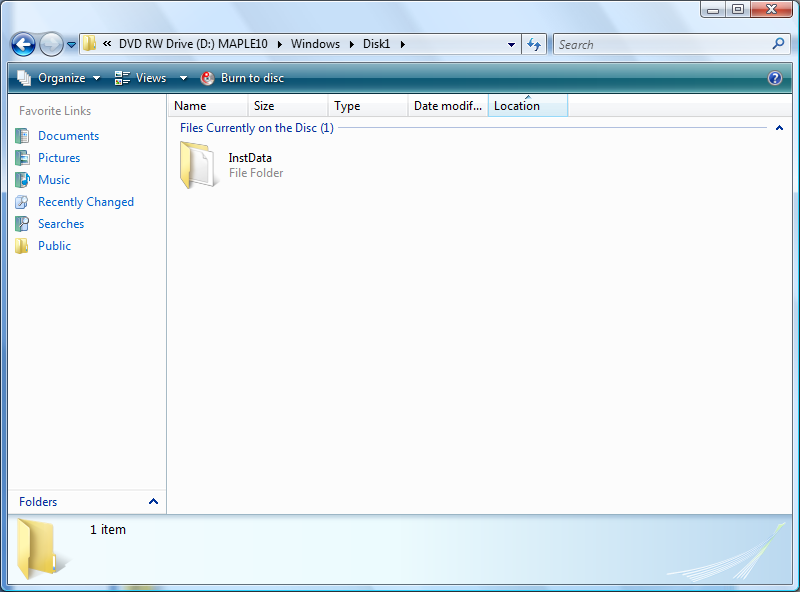 « DVD RW Drive (D:) MAPLE10 ▸ Windows ▸ Disk1 ▸
Search
Organize Views Burn to disc
Favorite Links
Documents
Pictures
Music
Recently Changed
Searches
Public
Folders
Name Size Type Date modif... Location
Files Currently on the Disc (1)
InstData
File Folder
1 item